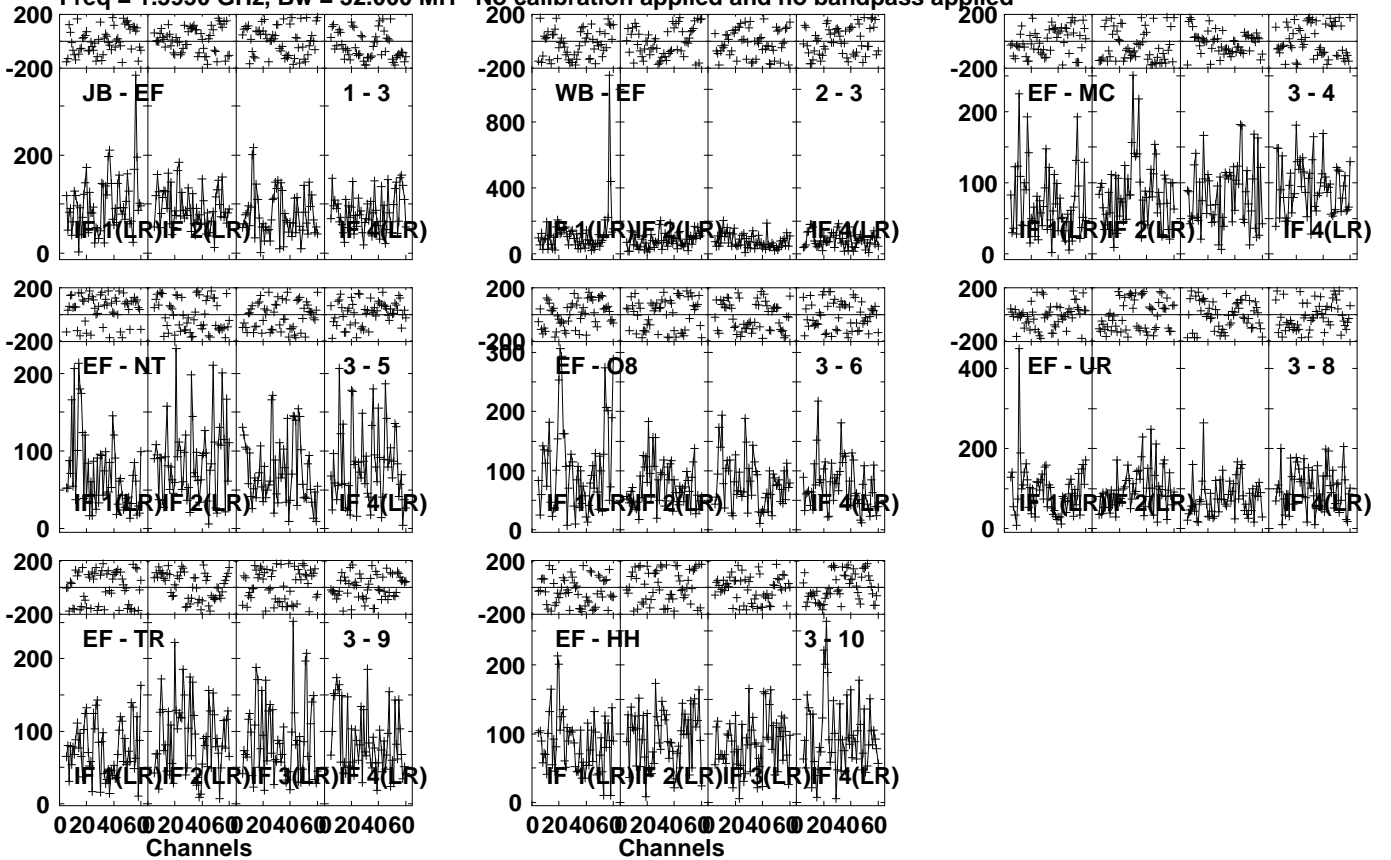 Freq = 1.5950 GHz, Bw = 32.000 MH No calibration applied and no bandpass applied
200 200 200
-200 -200
JB - EF 1 - 3 WB - EF 2 - 3 EF - MC 3 - 4
200 0
800 400 0
200 100 0
IF 1(LR) IF 2(LR) IF 4(LR) IF 1(LR) IF 2(LR) IF 4(LR) IF 1(LR) IF 2(LR) IF 4(LR)
200 200 200
-200 -200 -200
EF - NT 3 - 5 EF - O8 3 - 6 EF - UR 3 - 8
200 100 0
300 200 100 0
400 200 0
IF 1(LR) IF 2(LR) IF 4(LR) IF 1(LR) IF 2(LR) IF 4(LR) IF 1(LR) IF 2(LR) IF 4(LR)
200 200
-200 -200
EF - TR 3 - 9 EF - HH 3 - 10
200 100 0
200 100 0
IF 1(LR) IF 2(LR) IF 3(LR) IF 4(LR) IF 1(LR) IF 2(LR) IF 3(LR) IF 4(LR)
0 20 40 60 0 20 40 60 0 20 40 60 0 20 40 60 0 20 40 60 0 20 40 60 0 20 40 60 0 20 40 60
Channels Channels